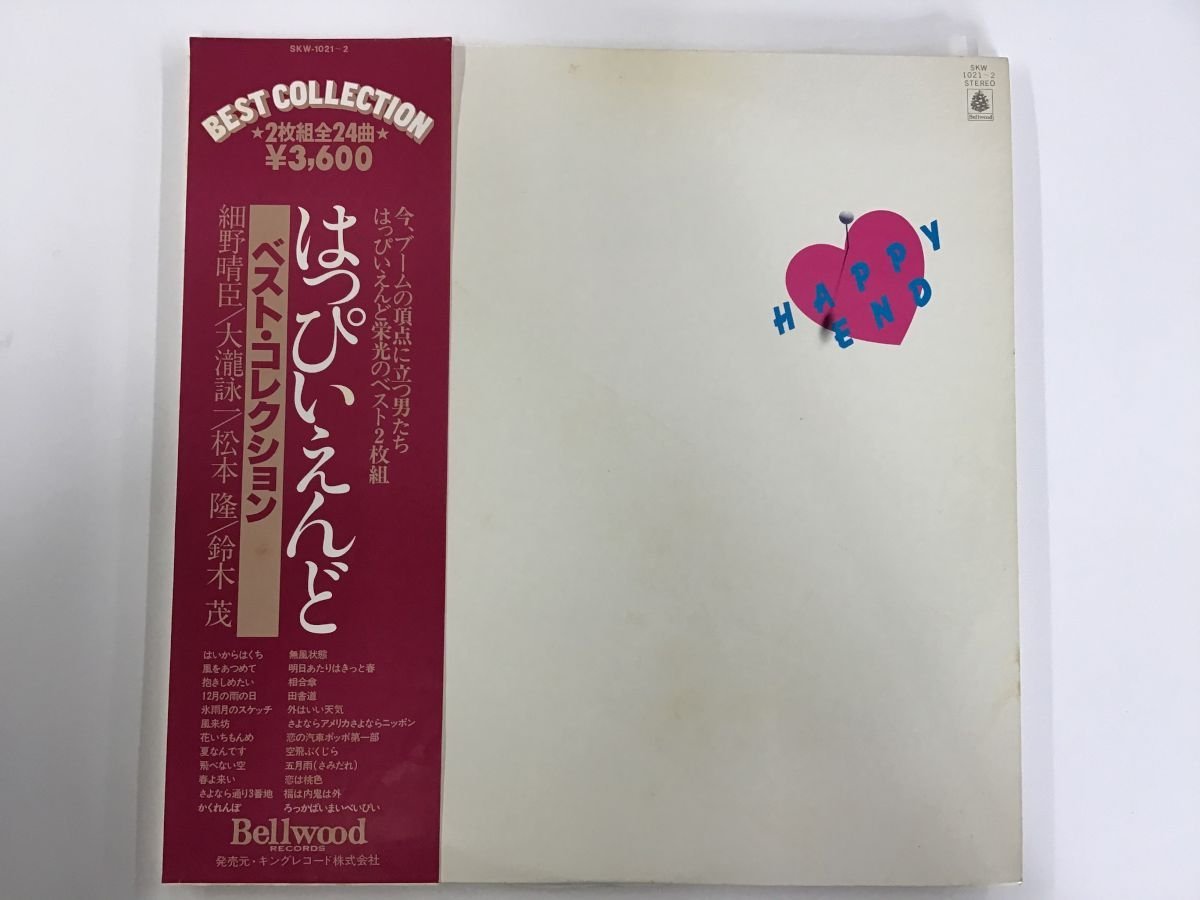 SKW-1021~2
BEST COLLECTION
★2枚組全24曲★
¥3,600
今、ブームの頂点に立つ男たち
はっぴいえんど栄光のベスト2枚組
はっぴいえんど
ベスト・コレクション
細野晴臣/大瀧詠一/松本 隆/鈴木 茂
はいからはくち
風をあつめて
抱きしめたい
12月の雨の日
氷雨月のスケッチ
風来坊
花いちもんめ
夏なんです
飛べない空
春よ来い
さよなら通り3番地
かくれんぼ
無風状態
明日あたりはきっと春
相合傘
田舎道
外はいい天気
さよならアメリカさよならニッポン
恋の汽車ポッポ第一部
空飛ぶくじら
五月雨(さみだれ)
恋は桃色
福は内鬼は外
ろっかばいまいべいびい
Bellwood
RECORDS
発売元・キングレコード株式会社
SKW
1021~2
STEREO
Bellwood
HAPPY
END